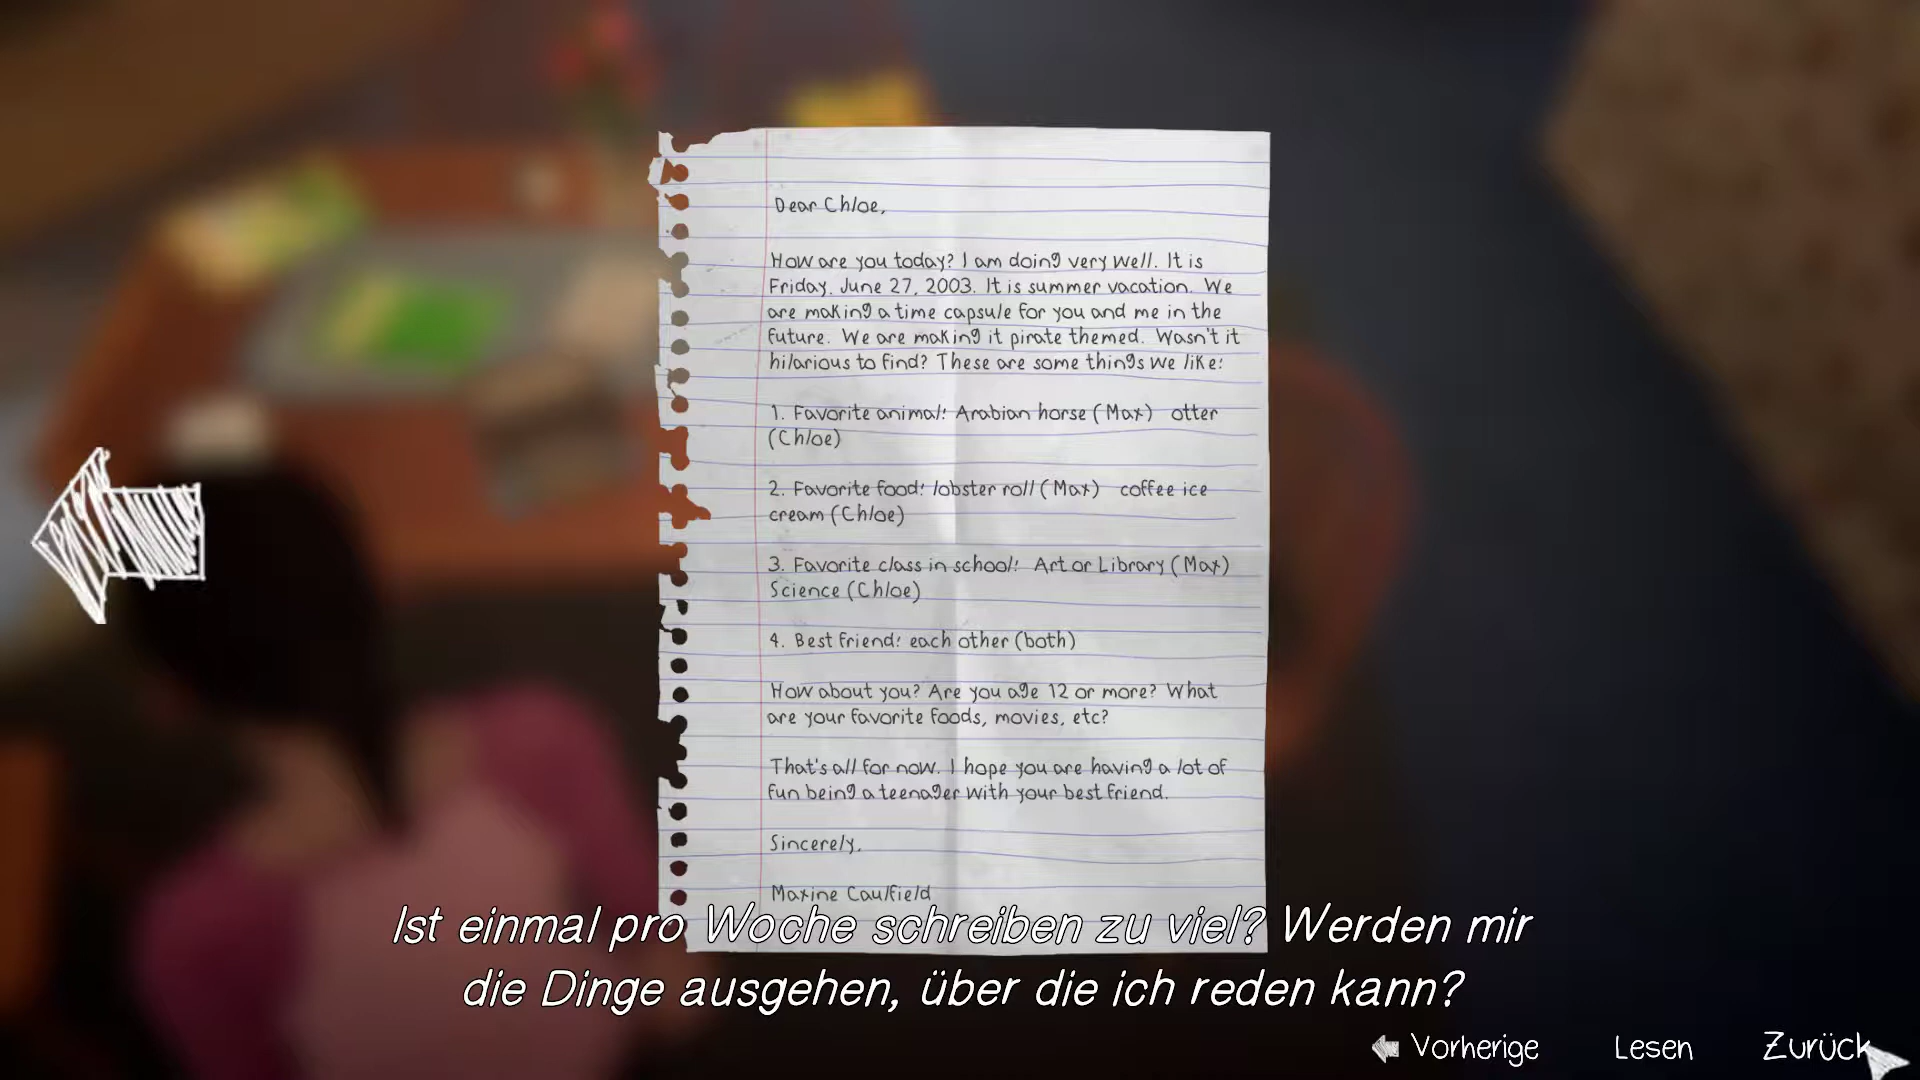 Dear Chloe,
How are you today? I am doing very well. It is
Friday, June 27, 2003. It is summer vacation. We
are making a time capsule for you and me in the
future. We are making it pirate themed. Wasn't it
hilarious to find? These are some things we like:
1. Favorite animal: Arabian horse (Max) otter
(Chloe)
2. Favorite food: lobster roll (Max) coffee ice
cream (Chloe)
3. Favorite class in school: Art or Library (Max)
Science (Chloe)
4. Best friend: each other (both)
How about you? Are you age 12 or more? What
are your favorite foods, movies, etc?
That's all for now. I hope you are having a lot of
fun being a teenager with your best friend.
Sincerely,
Maxine Caulfield
Ist einmal pro Woche schreiben zu viel? Werden mir
die Dinge ausgehen, über die ich reden kann?
Vorherige Lesen Zurück